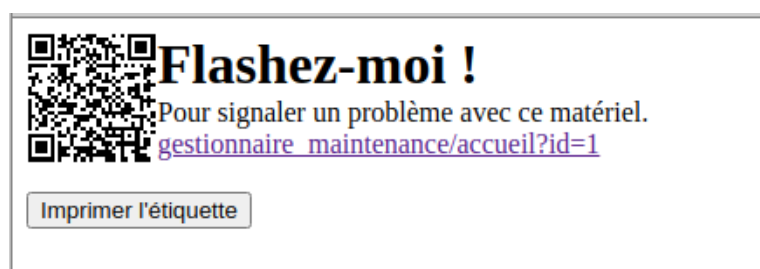 Flashez-moi !
Pour signaler un problème avec ce matériel.
gestionnaire_maintenance/accueil?id=1
Imprimer l'étiquette